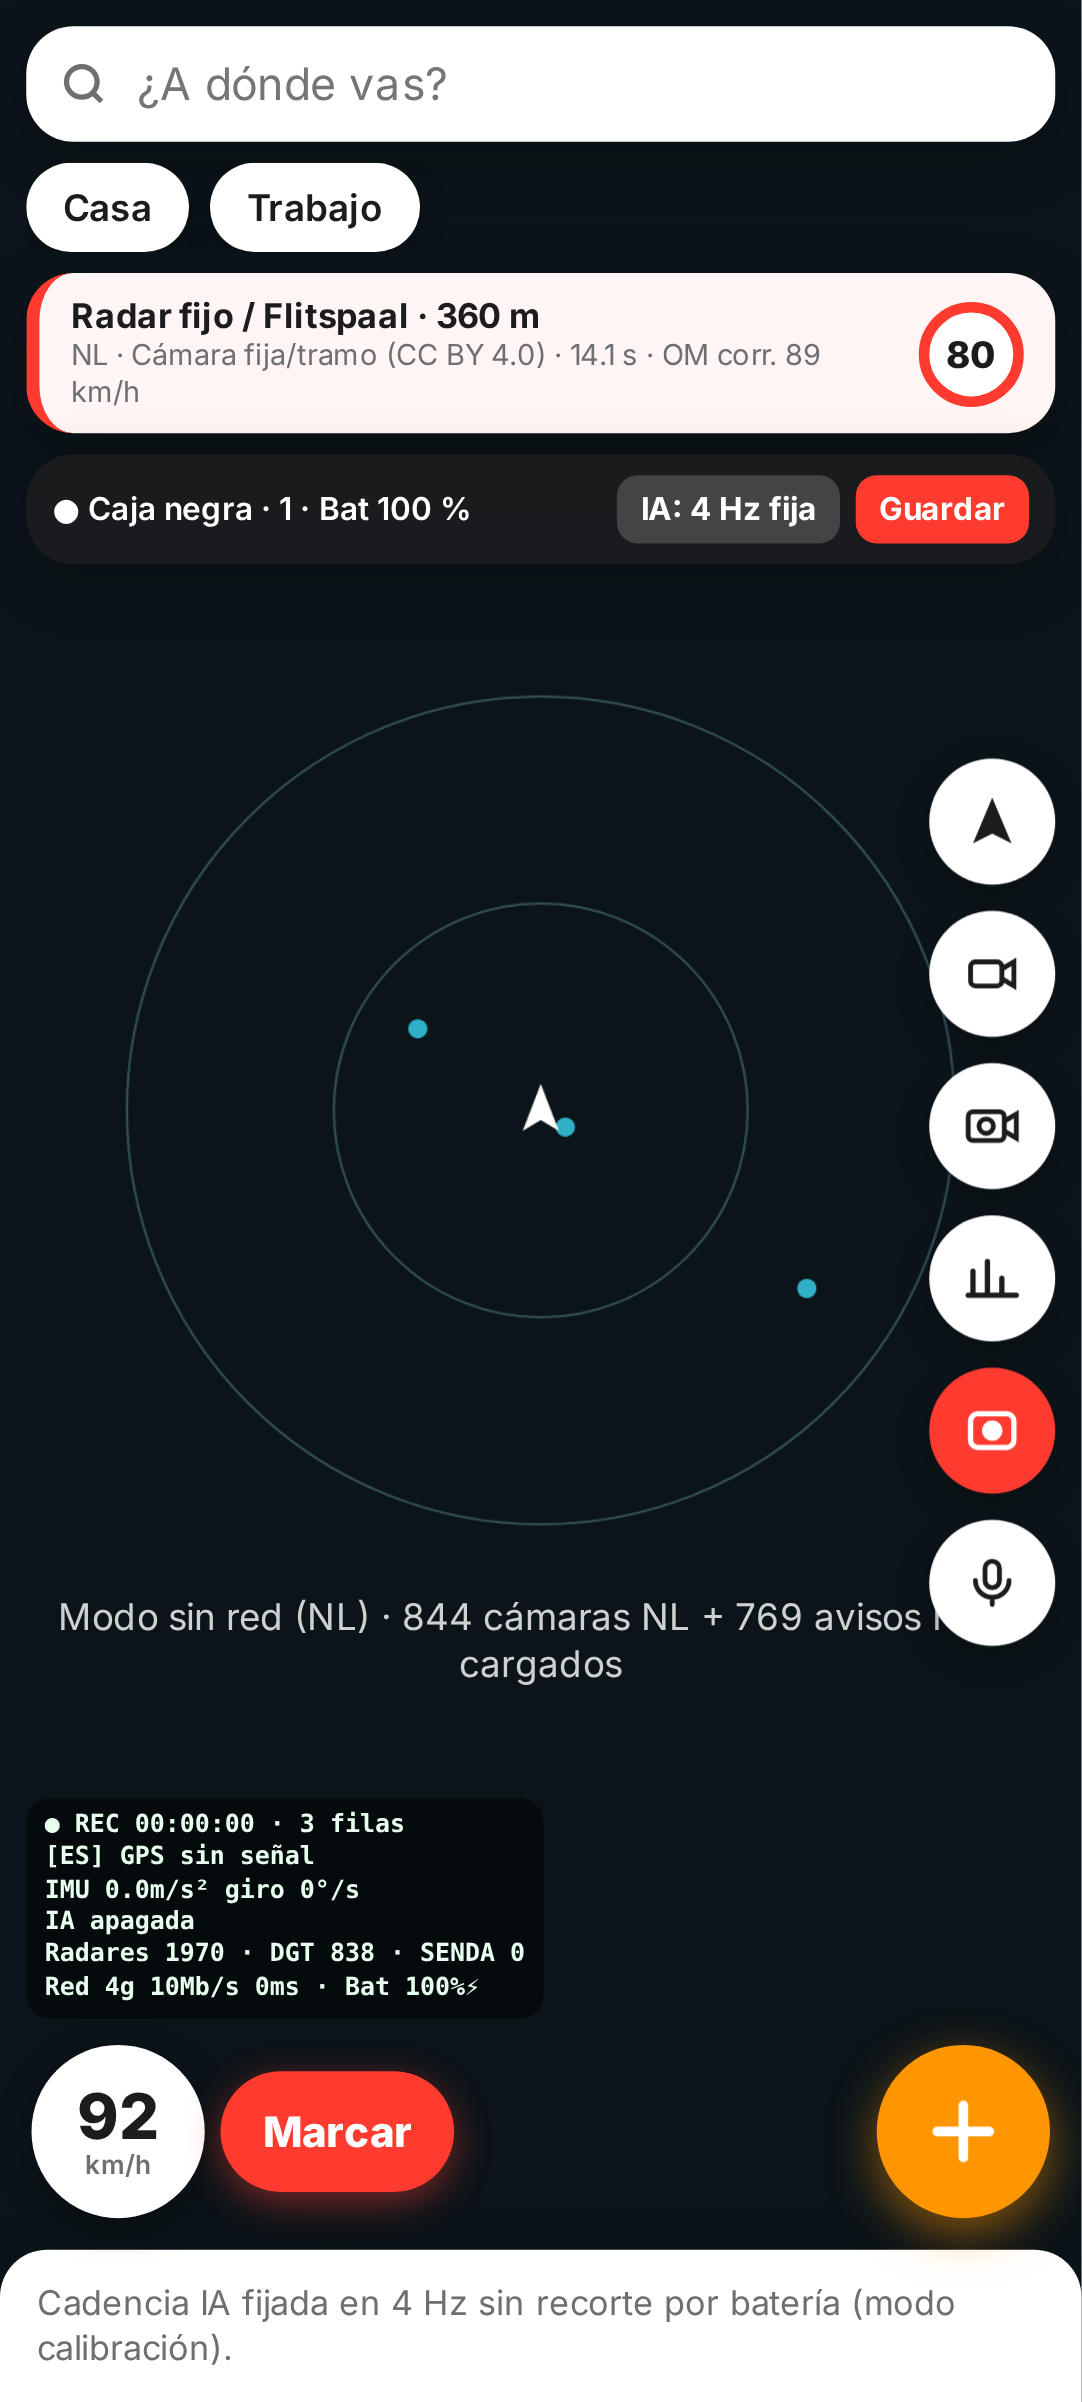 ¿A dónde vas?
Casa
Trabajo
Radar fijo / Flitspaal · 360 m
NL · Cámara fija/tramo (CC BY 4.0) · 14.1 s · OM corr. 89
km/h
80
● Caja negra · 1 · Bat 100 %
IA: 4 Hz fija
Guardar
Modo sin red (NL) · 844 cámaras NL + 769 avisos
cargados
● REC 00:00:00 · 3 filas
[ES] GPS sin señal
IMU 0.0m/s² giro 0°/s
IA apagada
Radares 1970 · DGT 838 · SENDA 0
Red 4g 10Mb/s 0ms · Bat 100%⚡
92
km/h
Marcar
Cadencia IA fijada en 4 Hz sin recorte por batería (modo
calibración).